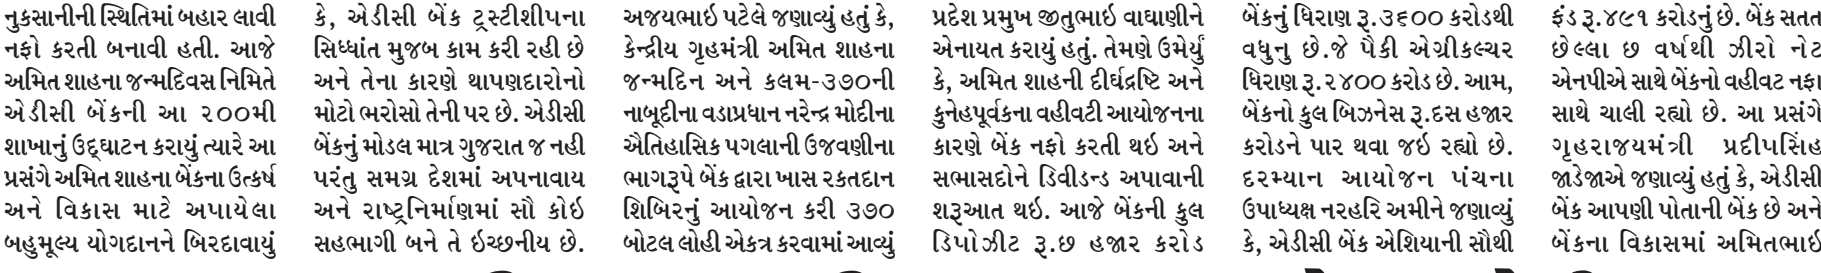 નુકસાનીની સ્થિતિમાં બહાર લાવી
નફો કરતી બનાવી હતી. આજે
અમિત શાહના જન્મદિવસ નિમિતે
એડીસી બેંકની આ ૨૦૦મી
શાખાનું ઉદ્દઘાટન કરાયું ત્યારે આ
પ્રસંગે અમિત શાહના બેંકના ઉત્કર્ષ
અને વિકાસ માટે અપાયેલા
બહુમૂલ્ય યોગદાનને બિરદાવાયું
કે, એડીસી બેંક ટ્રસ્ટીશીપના
સિધ્ધાંત મુજબ કામ કરી રહી છે
અને તેના કારણે થાપણદારોનો
મોટો ભરોસો તેની પર છે. એડીસી
બેંકનું મોડલ માત્ર ગુજરાત જ નહી
પરંતુ સમગ્ર દેશમાં અપનાવાય
અને રાષ્ટ્રનિર્માણમાં સૌ કોઇ
સહભાગી બને તે ઇચ્છનીય છે.
અજયભાઇ પટેલે જણાવ્યું હતું કે,
કેન્દ્રીય ગૃહમંત્રી અમિત શાહના
જન્મદિન અને કલમ-૩૭૦ની
નાબૂદીના વડાપ્રધાન નરેન્દ્ર મોદીના
ઐતિહાસિક પગલાની ઉજવણીના
ભાગરૂપે બેંક દ્વારા ખાસ રકતદાન
શિબિરનું આયોજન કરી ૩૭૦
બોટલ લોહી એકત્ર કરવામાં આવ્યું
પ્રદેશ પ્રમુખ જીતુભાઇ વાઘાણીને
એનાયત કરાયું હતું. તેમણે ઉમેર્યું
કે, અમિત શાહની દીર્ઘદ્રષ્ટિ અને
કુનેહપૂર્વકના વહીવટી આયોજનના
કારણે બેંક નફો કરતી થઇ અને
સભાસદોને ડિવીડન્ડ અપાવાની
શરૂઆત થઇ. આજે બેંકની કુલ
ડિપોઝીટ રૂ.છ હજાર કરોડ
બેંકનું ધિરાણ રૂ.૩૬૦૦ કરોડથી
વધુનુ છે.જે પૈકી એગ્રીકલ્ચર
ધિરાણ રૂ.૨૪૦૦ કરોડ છે. આમ,
બેંકનો કુલ બિઝનેસ રૂ.દસ હજાર
કરોડને પાર થવા જઇ રહ્યો છે.
દરમ્યાન આયોજન પંચના
ઉપાધ્યક્ષ નરહરિ અમીને જણાવ્યું
કે, એડીસી બેંક એશિયાની સૌથી
ફંડ રૂ.૪૯૧ કરોડનું છે. બેંક સતત
છેલ્લા છ વર્ષથી ઝીરો નેટ
એનપીએ સાથે બેંકનો વહીવટ નફા
સાથે ચાલી રહ્યો છે. આ પ્રસંગે
ગૃહરાજયમંત્રી પ્રદીપસિંહ
જાડેજાએ જણાવ્યું હતું કે, એડીસી
બેંક આપણી પોતાની બેંક છે અને
બેંકના વિકાસમાં અમિતભાઇ